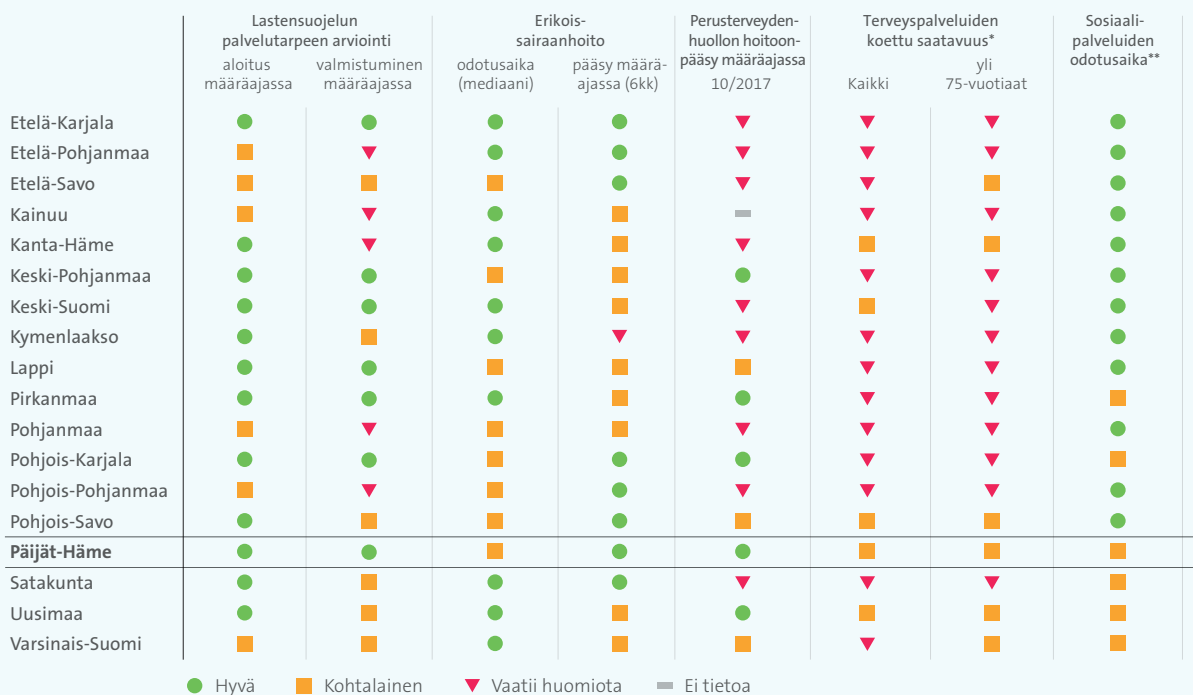 Lastensuojelun
palvelutarpeen arviointi
Erikois-
sairaanhoito
Perusterveyden-
huollon hoitoon-
pääsy määräajassa
Terveyspalveluiden
koettu saatavuus*
Sosiaali-
palveluiden
odotusaika**
aloitus
määräajassa
valmistuminen
määräajassa
odotusaika
(mediaani)
pääsy määrä-
ajassa (6kk)
10/2017
Kaikki
yli
75-vuotiaat
Etelä-Karjala
Etelä-Pohjanmaa
Etelä-Savo
Kainuu
Kanta-Häme
Keski-Pohjanmaa
Keski-Suomi
Kymenlaakso
Lappi
Pirkanmaa
Pohjanmaa
Pohjois-Karjala
Pohjois-Pohjanmaa
Pohjois-Savo
Päijät-Häme
Satakunta
Uusimaa
Varsinais-Suomi
Hyvä Kohtalainen Vaatii huomiota Ei tietoa